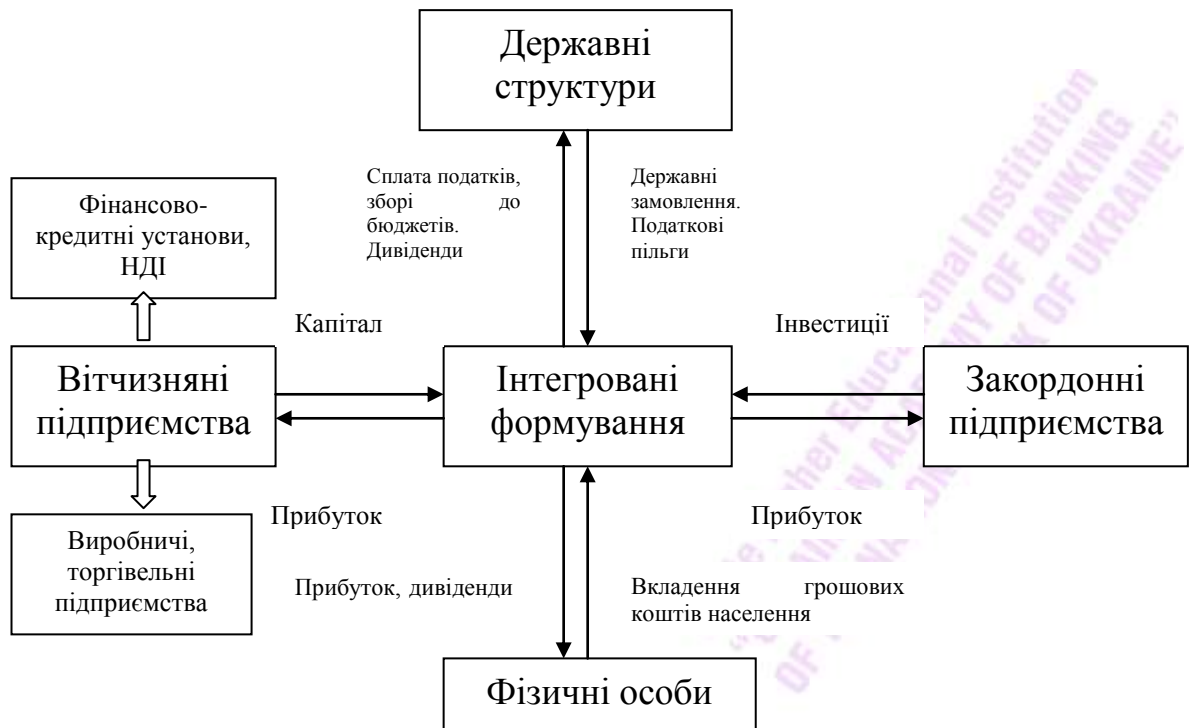 Державні
структури
Сплата податків,
зборі до
бюджетів.
Дивіденди
Державні
замовлення.
Податкові
пільги
Фінансово-
кредитні установи,
НДІ
Капітал
Інвестиції
Вітчизняні
підприємства
Інтегровані
формування
Закордонні
підприємства
Прибуток
Прибуток
Виробничі,
торгівельні
підприємства
Прибуток, дивіденди
Вкладення грошових
коштів населення
Фізичні особи